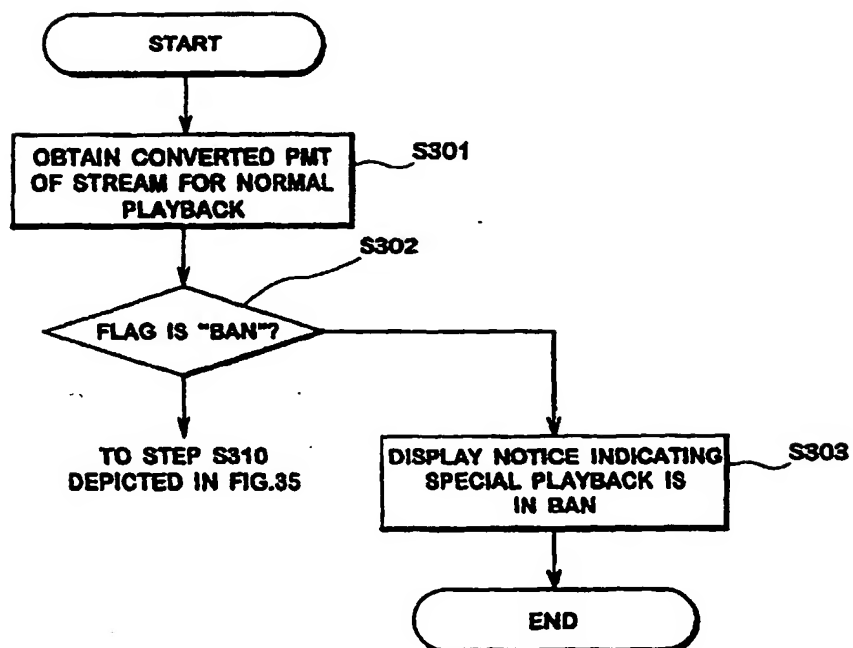 START
OBTAIN CONVERTED PMT
OF STREAM FOR NORMAL
PLAYBACK
S301
S302
FLAG IS "BAN"?
TO STEP S310
DEPICTED IN FIG.35
DISPLAY NOTICE INDICATING
SPECIAL PLAYBACK IS
IN BAN
S303
END